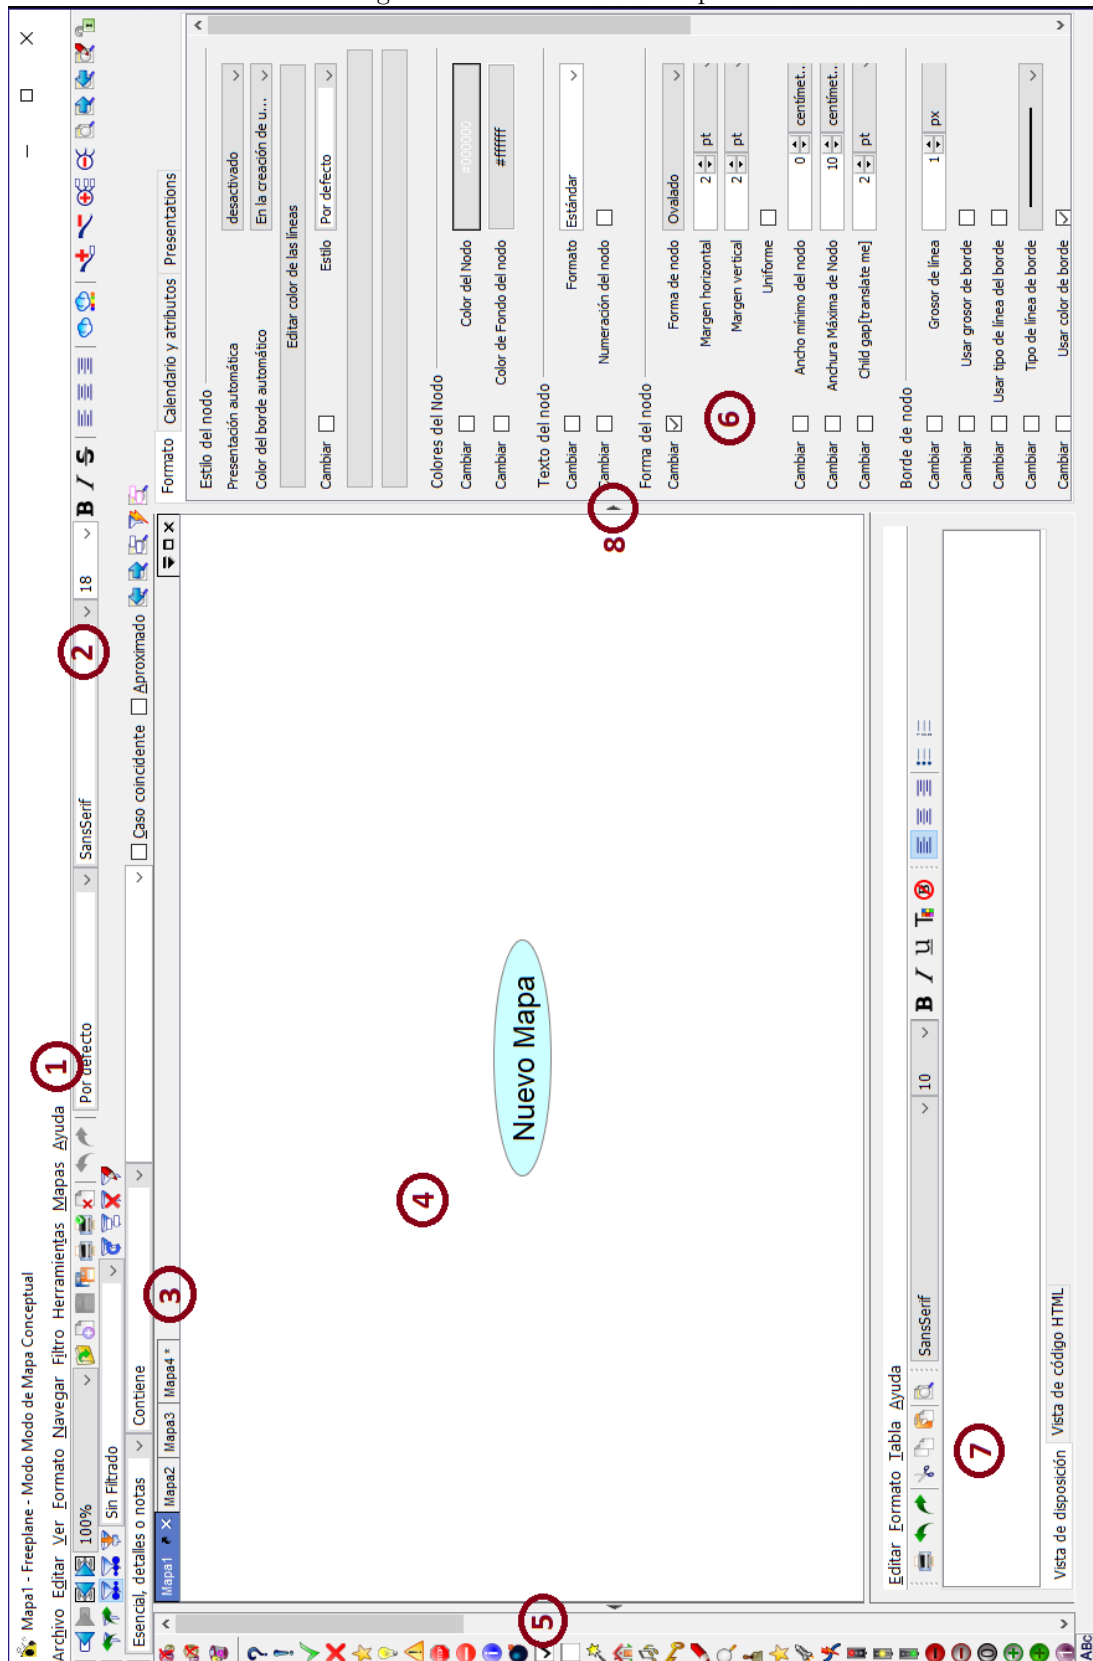 Mapa1 - Freeplane - Modo Modo de Mapa Conceptual
Archivo Editar Ver Formato Navegar Filtro Herramientas Mapas Ayuda
1
100%
Por defecto
SansSerif
2
18
B I S
Sin Filtrado
Esencial, detalles o notas
Contiene
Caso coincidente
Aproximado
Mapa1
Mapa2
Mapa3
Mapa4 *
3
4
Nuevo Mapa
5
Formato
Calendario y atributos
Presentations
Estilo del nodo
Presentación automática
desactivado
Color del borde automático
En la creación de u...
Editar color de las líneas
Cambiar
Estilo
Por defecto
Colores del Nodo
Cambiar
Color del Nodo
#000000
Cambiar
Color de Fondo del nodo
#ffffff
Texto del nodo
Cambiar
Formato
Estándar
Cambiar
Numeración del nodo
8
Forma del nodo
Cambiar
Forma de nodo
Ovalado
Margen horizontal
2
pt
Margen vertical
2
pt
6
Uniforme
Cambiar
Ancho mínimo del nodo
0
centímet...
Cambiar
Anchura Máxima de Nodo
10
centímet...
Cambiar
Child gap[translate me]
2
pt
Borde de nodo
Cambiar
Grosor de línea
1
px
Cambiar
Usar grosor de borde
Cambiar
Usar tipo de línea del borde
Cambiar
Tipo de línea de borde
Cambiar
Usar color de borde
Editar Formato Tabla Ayuda
SansSerif
10
B I U T B
7
Vista de disposición
Vista de código HTML
ABC